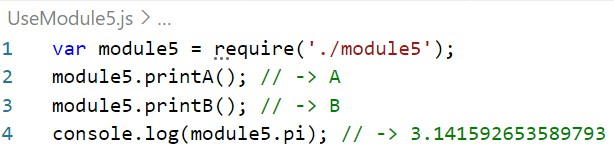 UseModule5.js > ...
1 var module5 = require('./module5');
2 module5.printA(); // -> A
3 module5.printB(); // -> B
4 console.log(module5.pi); // -> 3.141592653589793